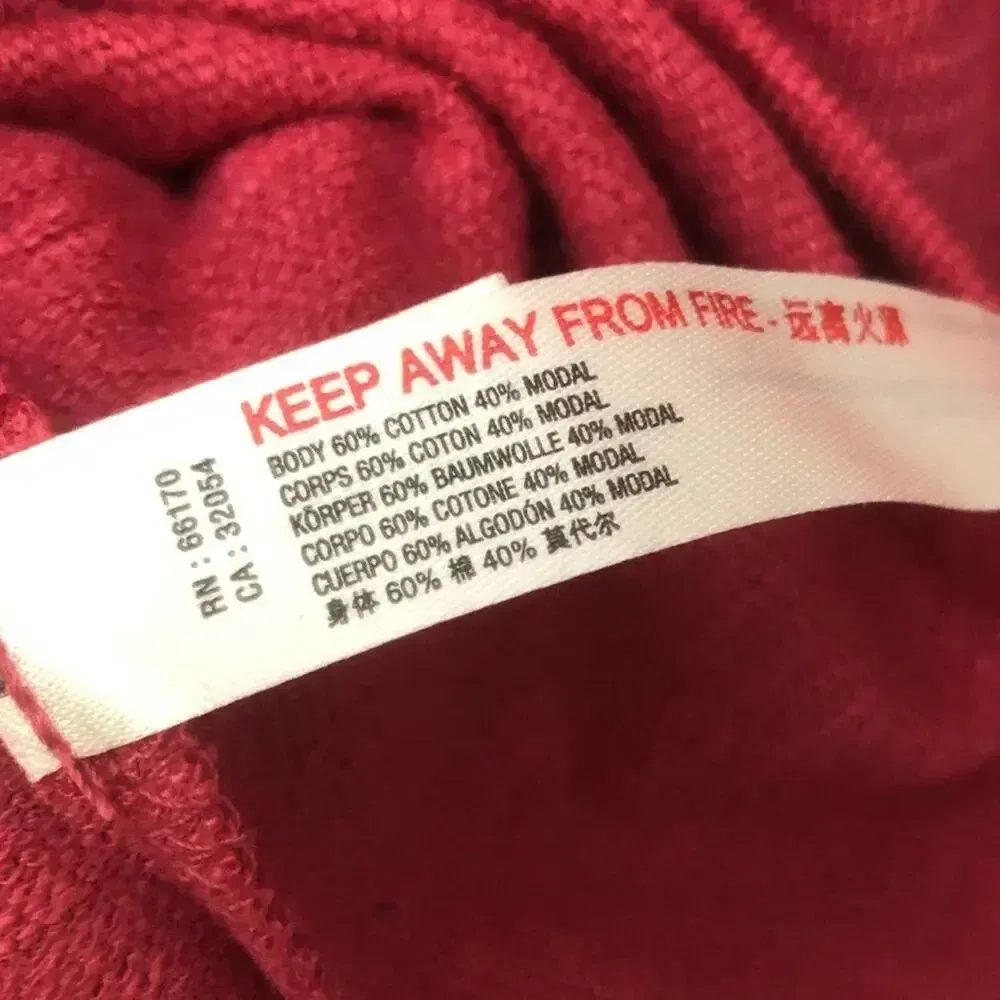 KEEP AWAY FROM FIRE - 远离火源
BODY 60% COTTON 40% MODAL
CORPS 60% COTON 40% MODAL
KÖRPER 60% BAUMWOLLE 40% MODAL
CORPO 60% COTONE 40% MODAL
CUERPO 60% ALGODÓN 40% MODAL
身体 60% 棉 40% 莫代尔
RN : 66170
CA : 32054